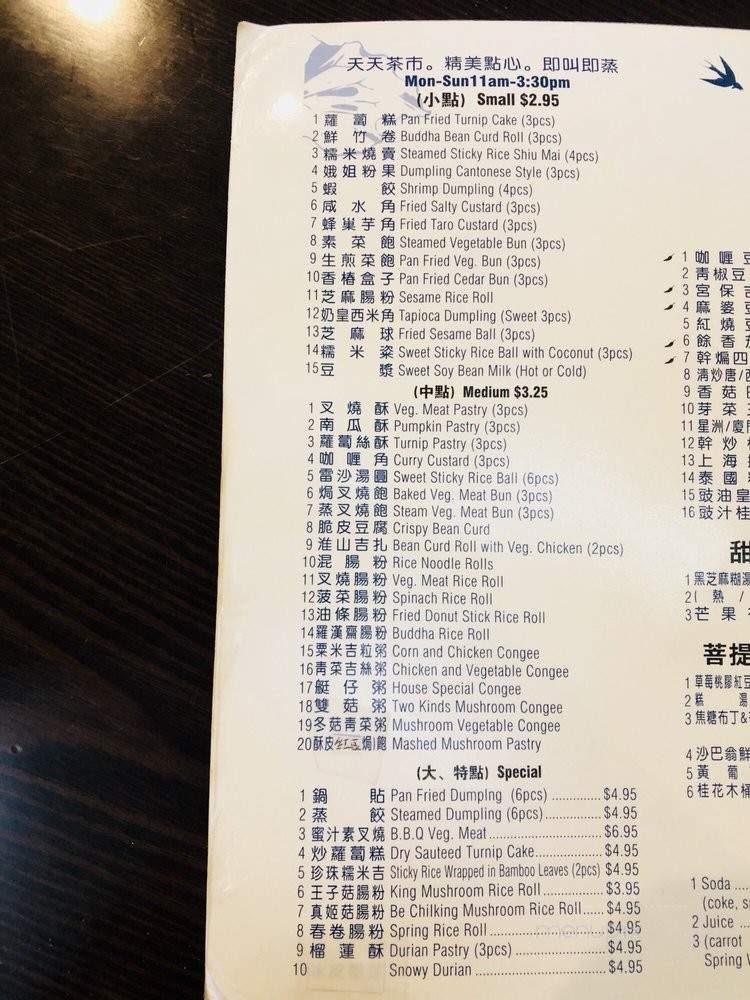 天天茶市。精美點心。即叫即蒸
Mon-Sun11am-3:30pm
(小點) Small $2.95
1 蘿蔔糕 Pan Fried Turnip Cake (3pcs)
2 鮮竹卷 Buddha Bean Curd Roll (3pcs)
3 糯米燒賣 Steamed Sticky Rice Shiu Mai (4pcs)
4 娥姐粉果 Dumpling Cantonese Style (3pcs)
5 蝦餃 Shrimp Dumpling (4pcs)
6 咸水角 Fried Salty Custard (3pcs)
7 蜂巢芋角 Fried Taro Custard (3pcs)
8 素菜飽 Steamed Vegetable Bun (3pcs)
9 生煎菜飽 Pan Fried Veg. Bun (3pcs)
10 香椿盒子 Pan Fried Cedar Bun (3pcs)
11 芝麻腸粉 Sesame Rice Roll
12 奶皇西米角 Tapioca Dumpling (Sweet 3pcs)
13 芝麻球 Fried Sesame Ball (3pcs)
14 糯米粢 Sweet Sticky Rice Ball with Coconut (3pcs)
15 豆漿 Sweet Soy Bean Milk (Hot or Cold)
(中點) Medium $3.25
1 叉燒酥 Veg. Meat Pastry (3pcs)
2 南瓜酥 Pumpkin Pastry (3pcs)
3 蘿蔔絲酥 Turnip Pastry (3pcs)
4 咖喱角 Curry Custard (3pcs)
5 雷沙湯圓 Sweet Sticky Rice Ball (6pcs)
6 焗叉燒飽 Baked Veg. Meat Bun (3pcs)
7 蒸叉燒飽 Steam Veg. Meat Bun (3pcs)
8 脆皮豆腐 Crispy Bean Curd
9 淮山吉扎 Bean Curd Roll with Veg. Chicken (2pcs)
10 混腸粉 Rice Noodle Rolls
11 叉燒腸粉 Veg. Meat Rice Roll
12 菠菜腸粉 Spinach Rice Roll
13 油條腸粉 Fried Donut Stick Rice Roll
14 羅漢齋腸粉 Buddha Rice Roll
15 粟米吉粒粥 Corn and Chicken Congee
16 青菜吉絲粥 Chicken and Vegetable Congee
17 艇仔粥 House Special Congee
18 雙菇粥 Two Kinds Mushroom Congee
19 冬菇青菜粥 Mushroom Vegetable Congee
20 酥皮焗飽 Mashed Mushroom Pastry
(大、特點) Special
1 鍋貼 Pan Fried Dumplng (6pcs) .............. $4.95
2 蒸餃 Steamed Dumpling (6pcs) .............. $4.95
3 蜜汁素叉燒 B.B.Q Veg. Meat .............. $6.95
4 炒蘿蔔糕 Dry Sauteed Turnip Cake .............. $4.95
5 珍珠糯米吉 Sticky Rice Wrapped in Bamboo Leaves (2pcs) $4.95
6 王子菇腸粉 King Mushroom Rice Roll .............. $3.95
7 真姬菇腸粉 Be Chilking Mushroom Rice Roll ...... $4.95
8 春卷腸粉 Spring Rice Roll .............. $4.95
9 榴蓮酥 Durian Pastry (3pcs) .............. $4.95
10 Snowy Durian .............. $4.95
1 咖喱
2 青椒豆
3 宮保
4 麻婆
5 紅燒
6 餘香
7 幹煸四
8 清炒唐/
9 香菇
10 芽菜
11 星洲/廈
12 幹炒
13 上海
14 泰國
15 豉油皇
16 豉汁桂
甜
1 黑芝麻糊湯
2 ( 熱 /
3 芒果
菩提
1 草莓桃膠紅豆
2 糕湯
3 焦糖布丁&
4 沙巴翁鮮
5 黃葡
6 桂花木桶
1 Soda ....
(coke, s
2 Juice ...
3 (carrot
Spring